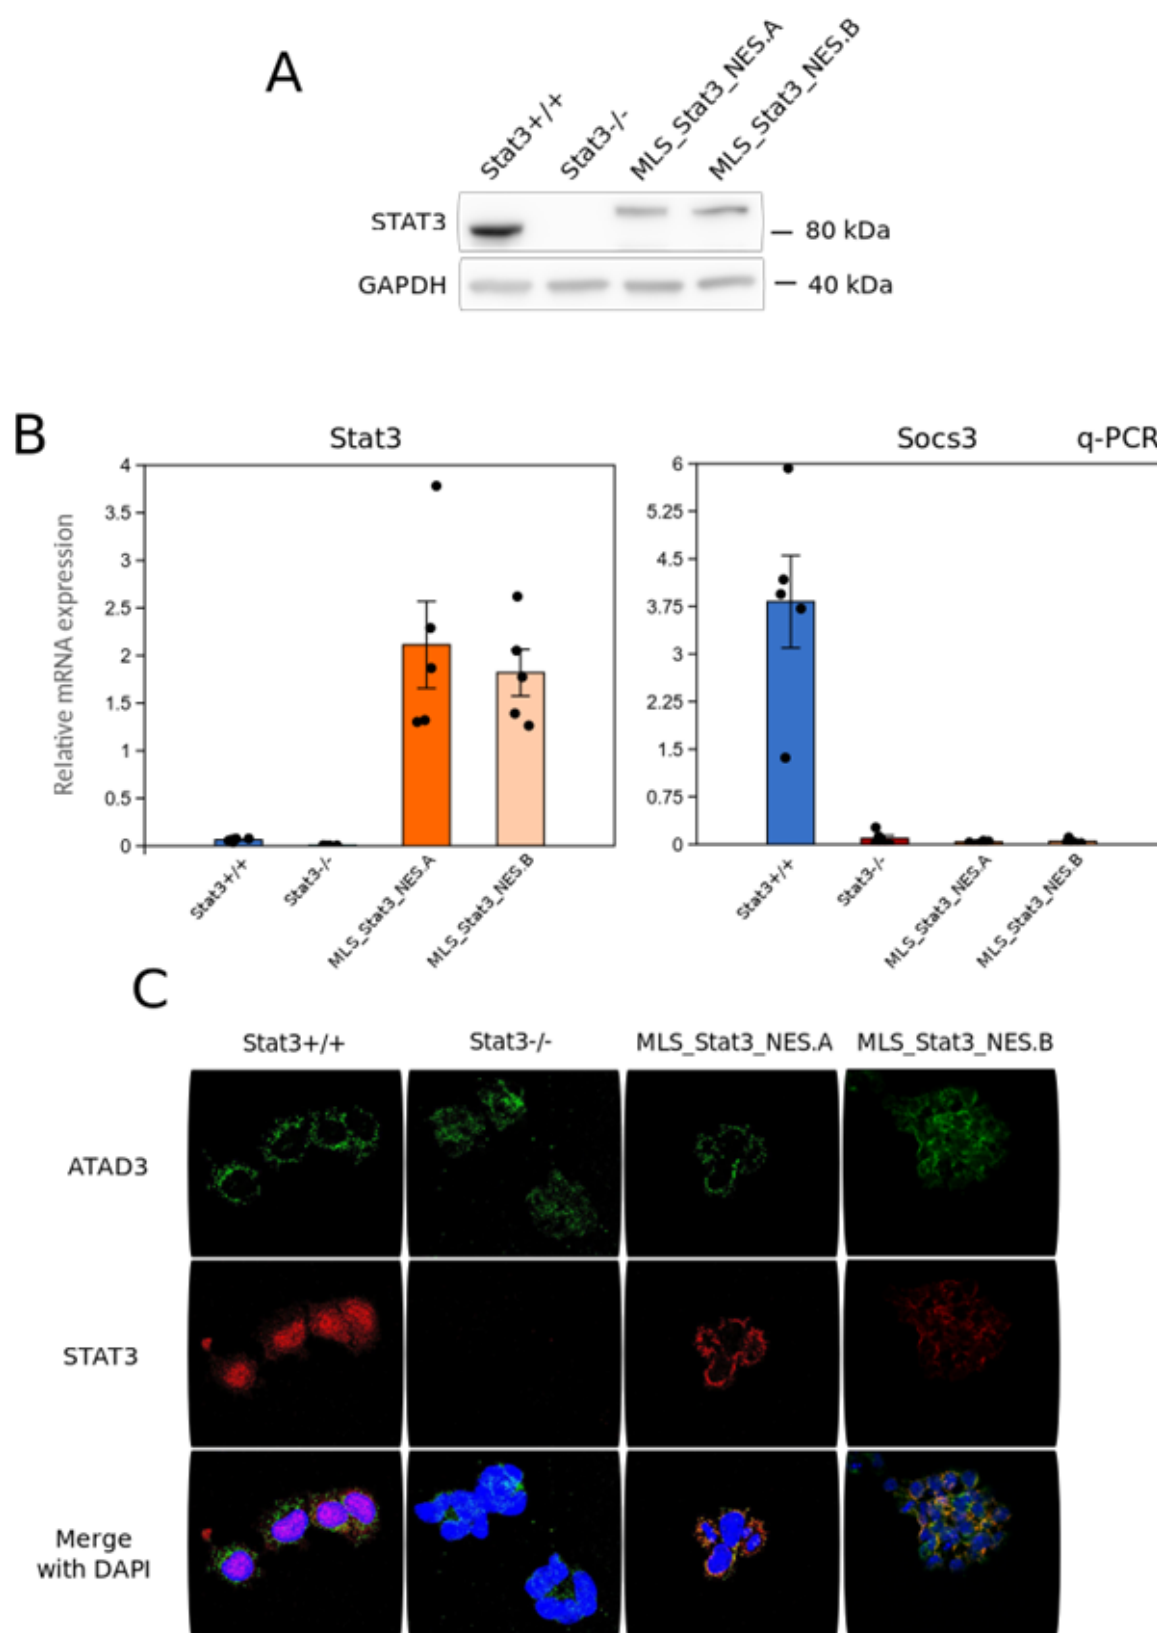 A
Stat3+/+
Stat3-/-
MLS_Stat3_NES.A
MLS_Stat3_NES.B
STAT3
80 kDa
GAPDH
40 kDa
B
Stat3
Relative mRNA expression
4
3.5
3
2.5
2
1.5
1
0.5
0
Stat3+/+
Stat3-/-
MLS_Stat3_NES.A
MLS_Stat3_NES.B
Socs3
q-PCR
6
5.25
4.5
3.75
3
2.25
1.5
0.75
0
Stat3+/+
Stat3-/-
MLS_Stat3_NES.A
MLS_Stat3_NES.B
C
Stat3+/+
Stat3-/-
MLS_Stat3_NES.A
MLS_Stat3_NES.B
ATAD3
STAT3
Merge
with DAPI